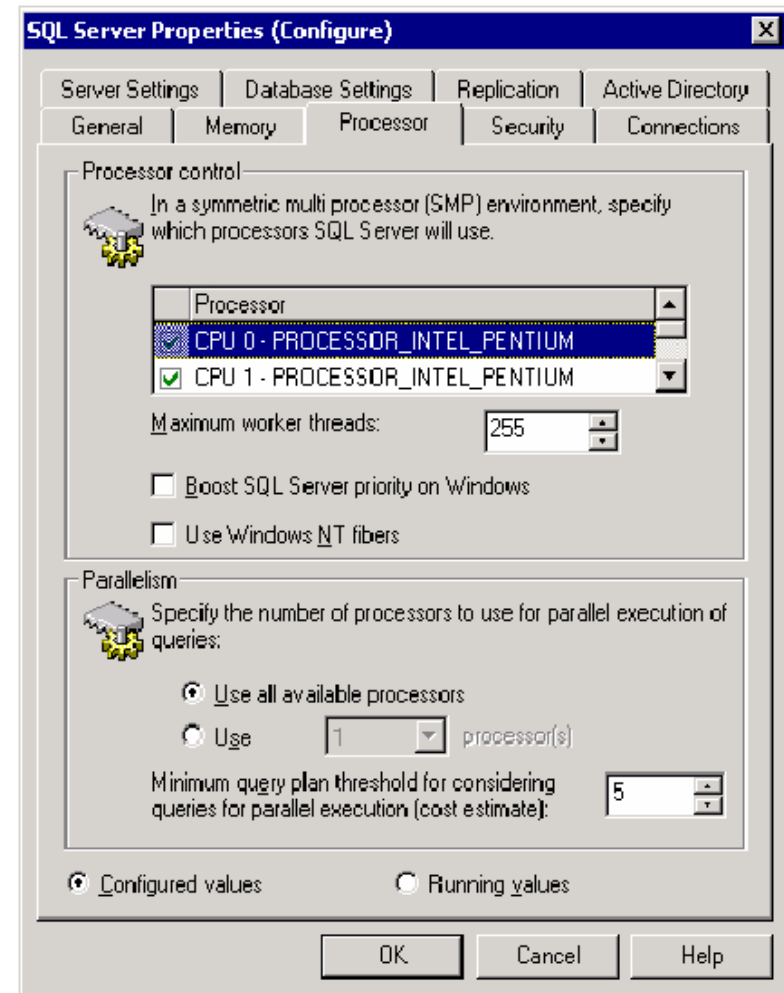 SQL Server Properties (Configure)
Server Settings
Database Settings
Replication
Active Directory
General
Memory
Processor
Security
Connections
Processor control
In a symmetric multi processor (SMP) environment, specify
which processors SQL Server will use.
Processor
CPU 0 - PROCESSOR_INTEL_PENTIUM
CPU 1 - PROCESSOR_INTEL_PENTIUM
Maximum worker threads:
255
Boost SQL Server priority on Windows
Use Windows NT fibers
Parallelism
Specify the number of processors to use for parallel execution of
queries:
Use all available processors
Use
1
processor(s)
Minimum query plan threshold for considering
queries for parallel execution (cost estimate):
5
Configured values
Running values
OK
Cancel
Help